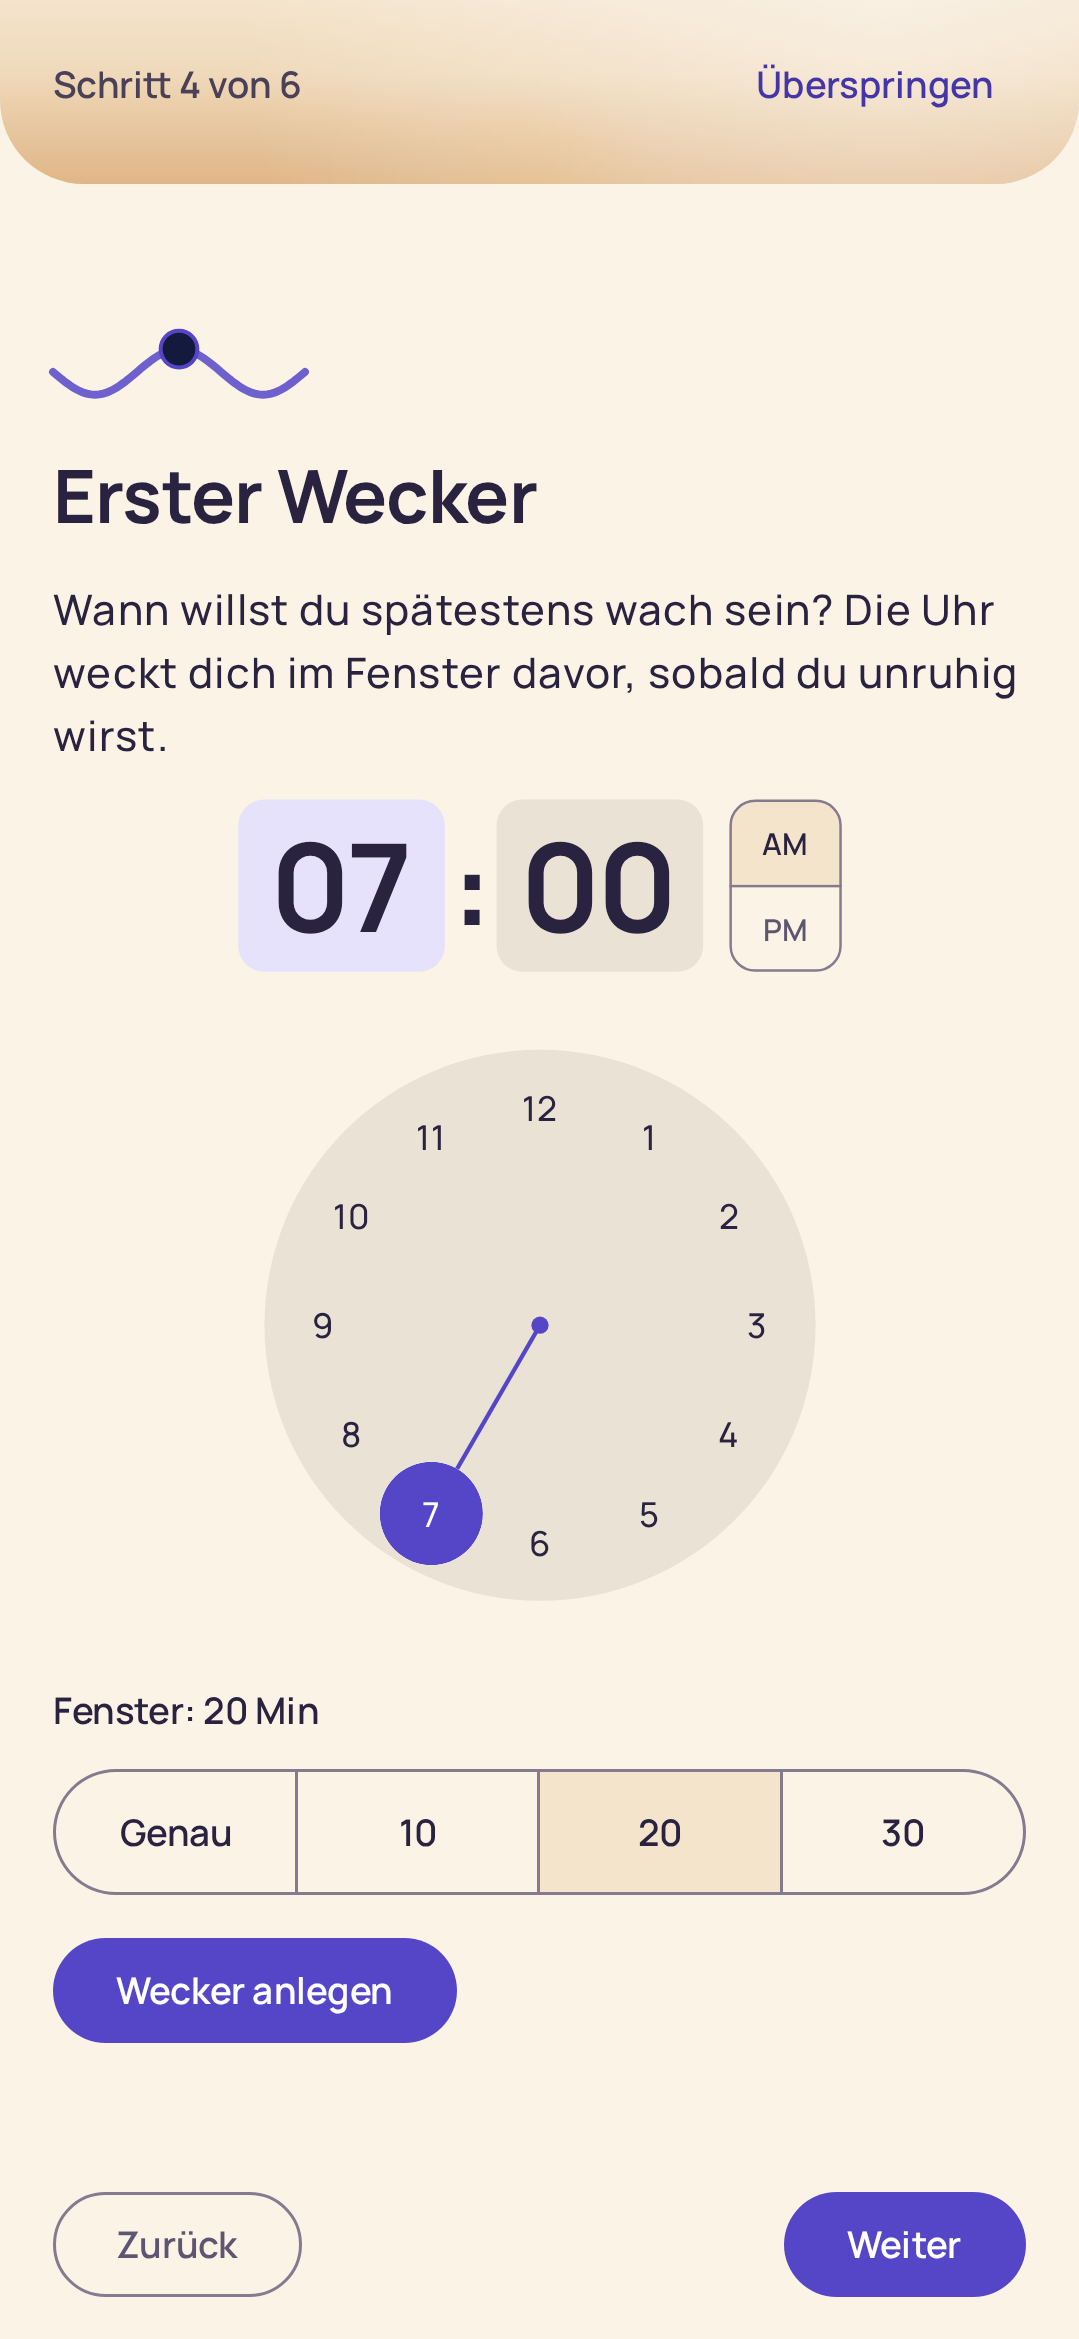 Schritt 4 von 6
Überspringen
Erster Wecker
Wann willst du spätestens wach sein? Die Uhr
weckt dich im Fenster davor, sobald du unruhig
wirst.
07:00
AM
PM
12
11
1
10
2
9
3
8
4
7
5
6
Fenster: 20 Min
Genau
10
20
30
Wecker anlegen
Zurück
Weiter